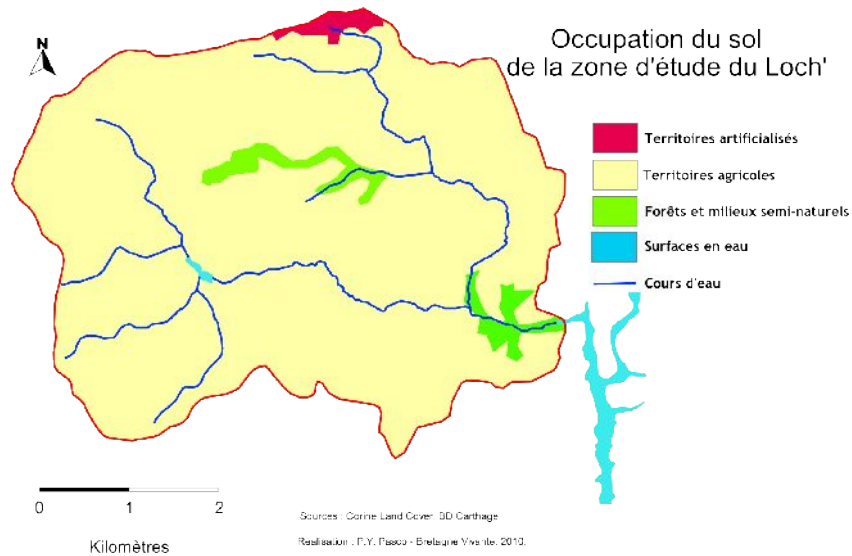 Occupation du sol
de la zone d'étude du Loch'
N
Territoires artificialisés
Territoires agricoles
Forêts et milieux semi-naturels
Surfaces en eau
Cours d'eau
0 1 2
Kilomètres
Sources : Corine Land Cover, BD Carthage
Réalisation : P.Y. Pasco - Bretagne Vivante, 2010.